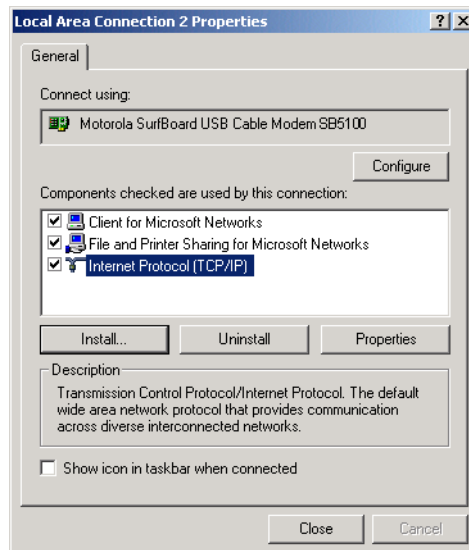 Local Area Connection 2 Properties
General
Connect using:
Motorola SurfBoard USB Cable Modem SB5100
Configure
Components checked are used by this connection:
Client for Microsoft Networks
File and Printer Sharing for Microsoft Networks
Internet Protocol (TCP/IP)
Install... Uninstall Properties
Description
Transmission Control Protocol/Internet Protocol. The default
wide area network protocol that provides communication
across diverse interconnected networks.
Show icon in taskbar when connected
Close Cancel